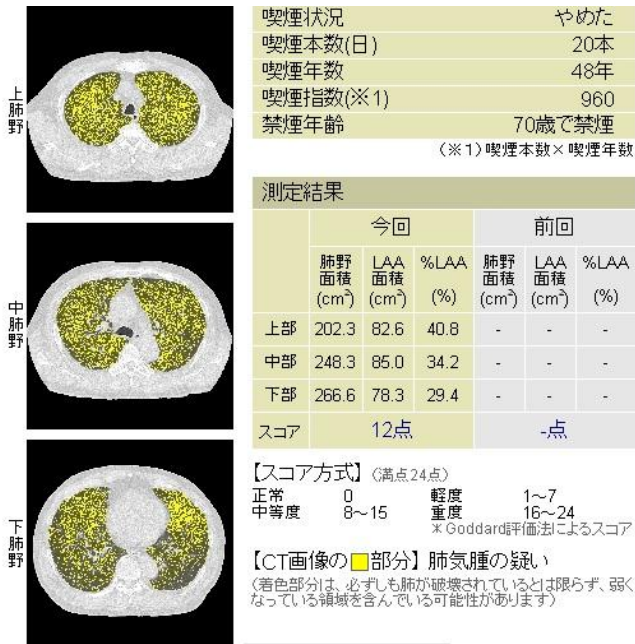 上肺野
中肺野
下肺野
喫煙状況 やめた
喫煙本数(日) 20本
喫煙年数 48年
喫煙指数(※1) 960
禁煙年齢 70歳で禁煙
(※1)喫煙本数×喫煙年数
測定結果
今回 前回
肺野面積(cm²) LAA面積(cm²) %LAA(%) 肺野面積(cm²) LAA面積(cm²) %LAA(%)
上部 202.3 82.6 40.8 - - -
中部 248.3 85.0 34.2 - - -
下部 266.6 78.3 29.4 - - -
スコア 12点 -点
【スコア方式】(満点24点)
正常 0 軽度 1～7
中等度 8～15 重度 16～24
＊Goddard評価法によるスコア
【CT画像の■部分】肺気腫の疑い
(着色部分は、必ずしも肺が破壊されているとは限らず、弱く
なっている領域を含んでいる可能性があります)